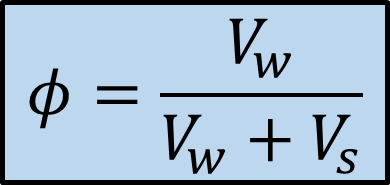 ϕ = V_w / (V_w + V_s)